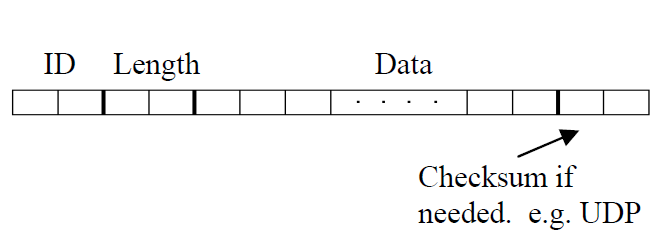 ID Length Data
. . . .
Checksum if
needed. e.g. UDP